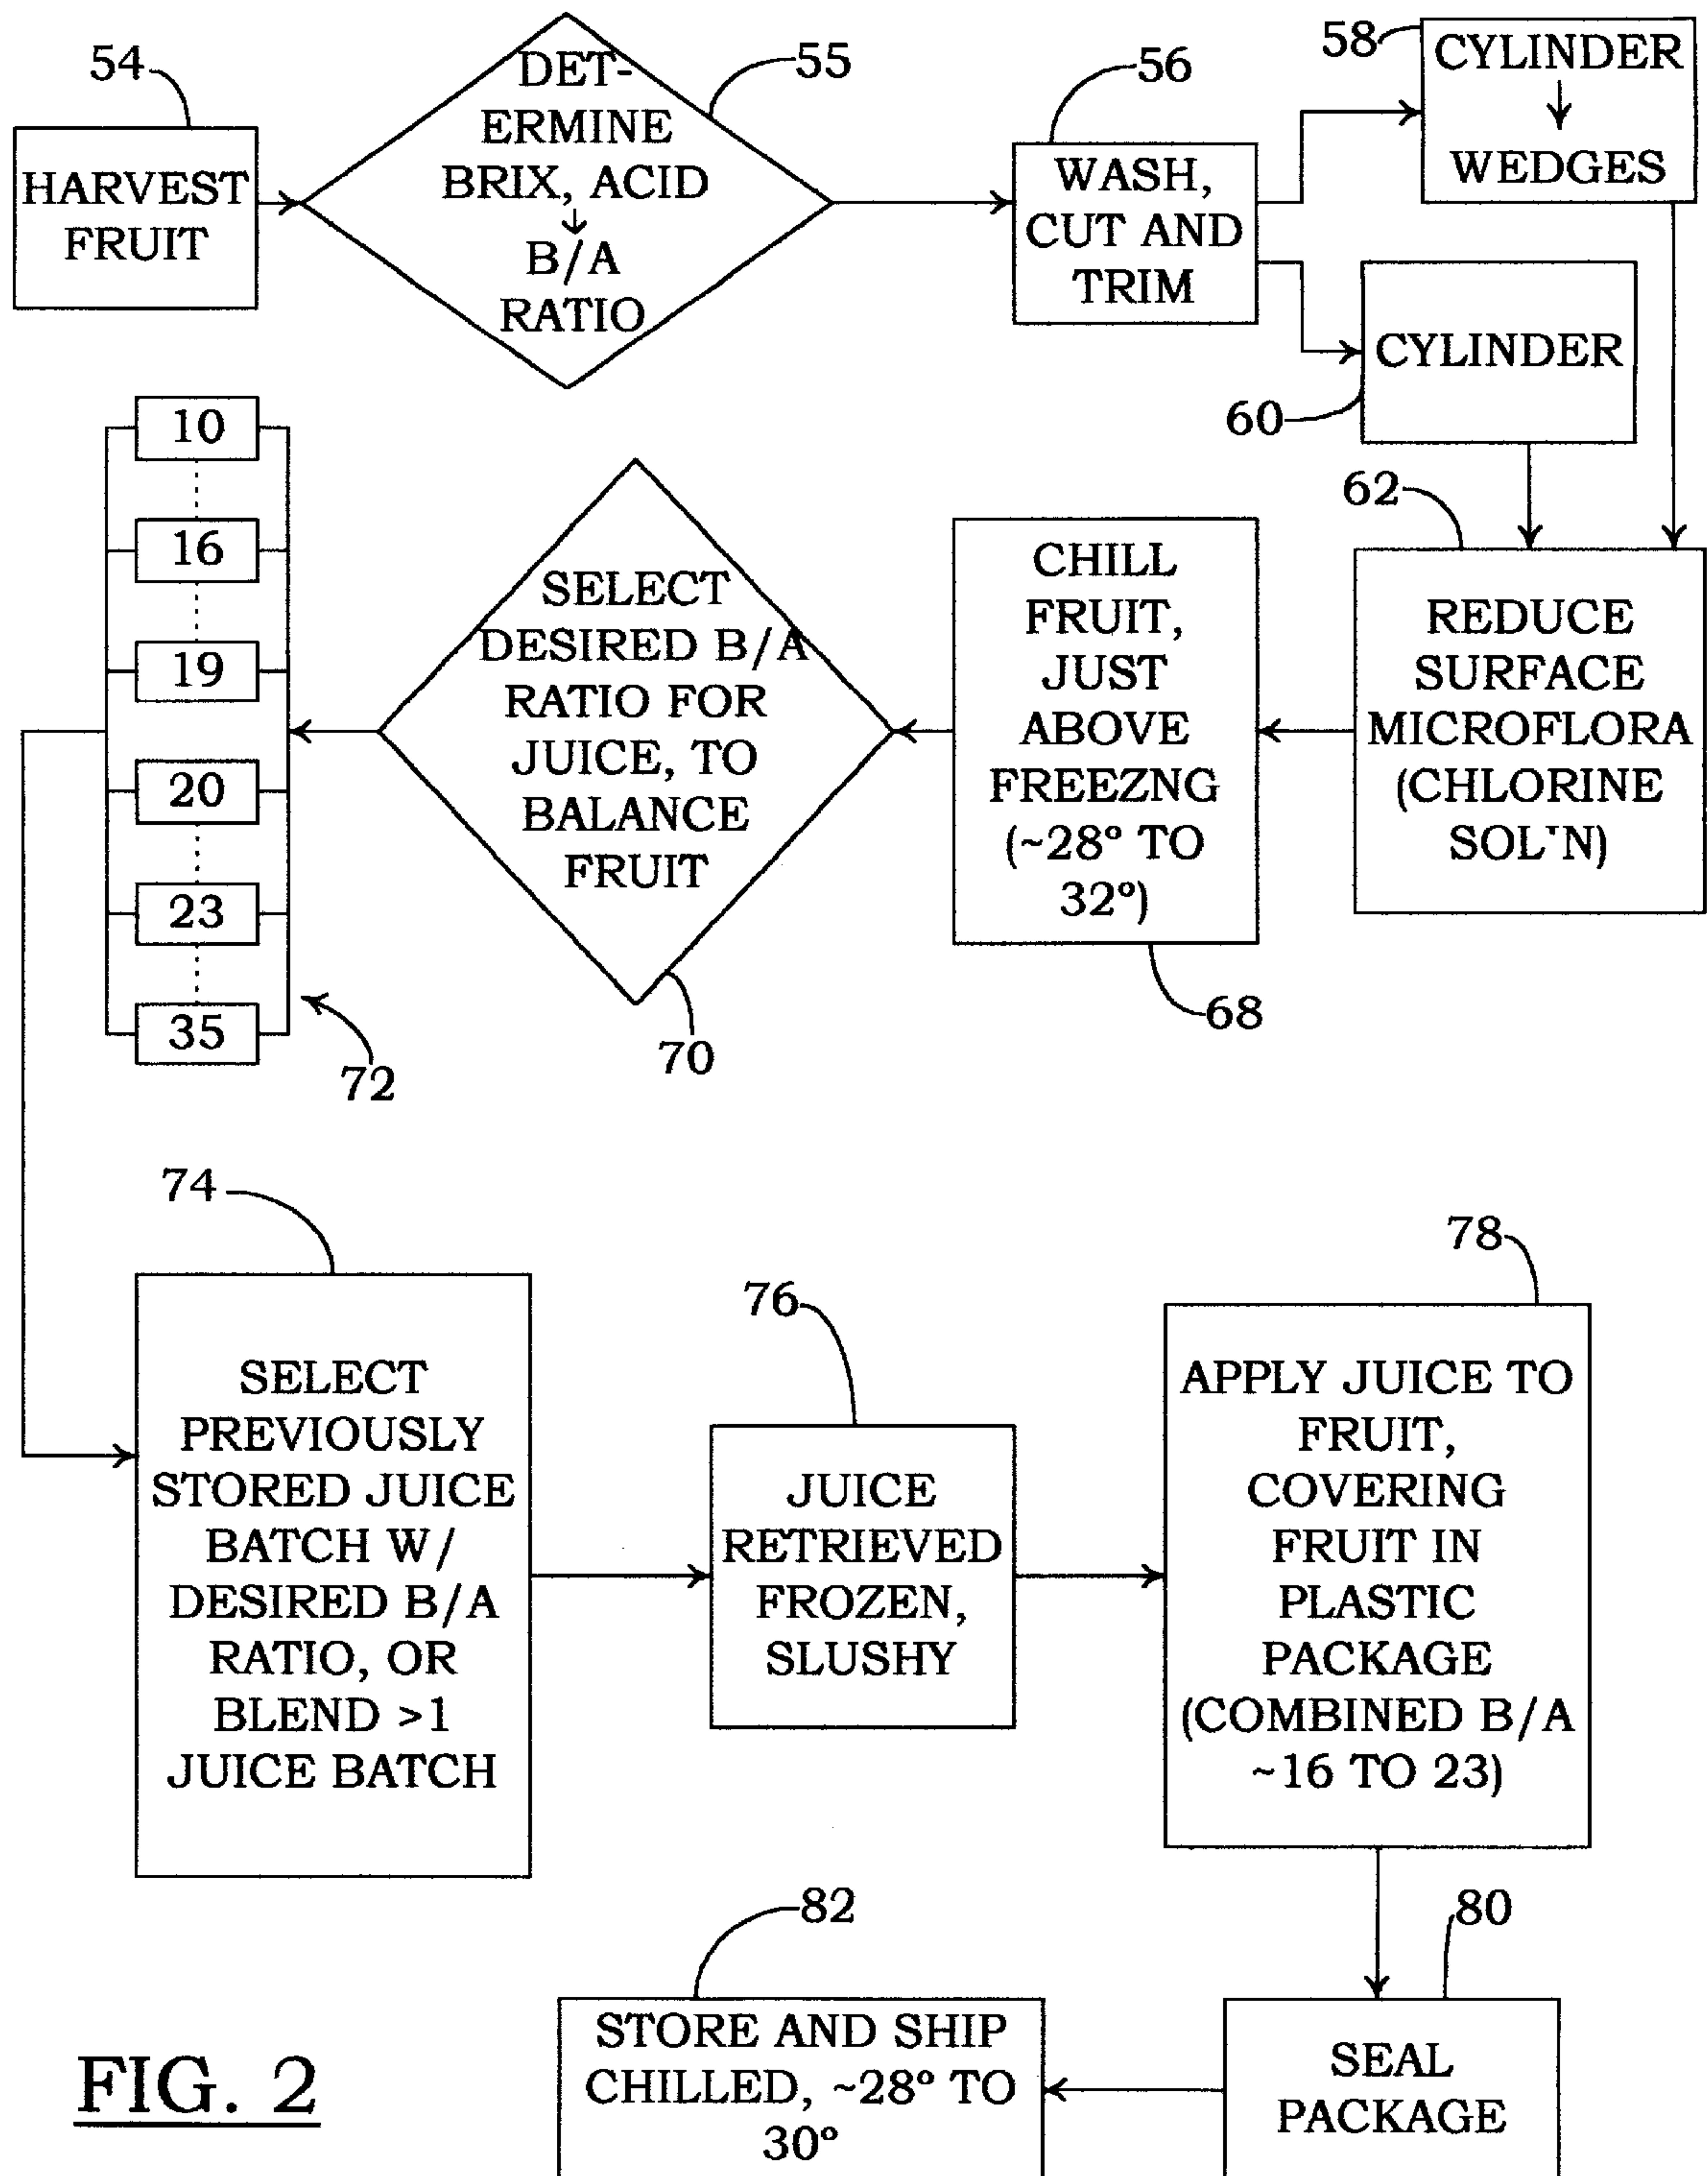 54
HARVEST
FRUIT
55
DET-
ERMINE
BRIX, ACID
↓
B/A
RATIO
56
WASH,
CUT AND
TRIM
58
CYLINDER
↓
WEDGES
60
CYLINDER
62
REDUCE
SURFACE
MICROFLORA
(CHLORINE
SOL'N)
68
CHILL
FRUIT,
JUST
ABOVE
FREEZNG
(~28° TO
32°)
70
SELECT
DESIRED B/A
RATIO FOR
JUICE, TO
BALANCE
FRUIT
72
10
16
19
20
23
35
74
SELECT
PREVIOUSLY
STORED JUICE
BATCH W/
DESIRED B/A
RATIO, OR
BLEND >1
JUICE BATCH
76
JUICE
RETRIEVED
FROZEN,
SLUSHY
78
APPLY JUICE TO
FRUIT,
COVERING
FRUIT IN
PLASTIC
PACKAGE
(COMBINED B/A
~16 TO 23)
80
SEAL
PACKAGE
82
STORE AND SHIP
CHILLED, ~28° TO
30°
FIG. 2